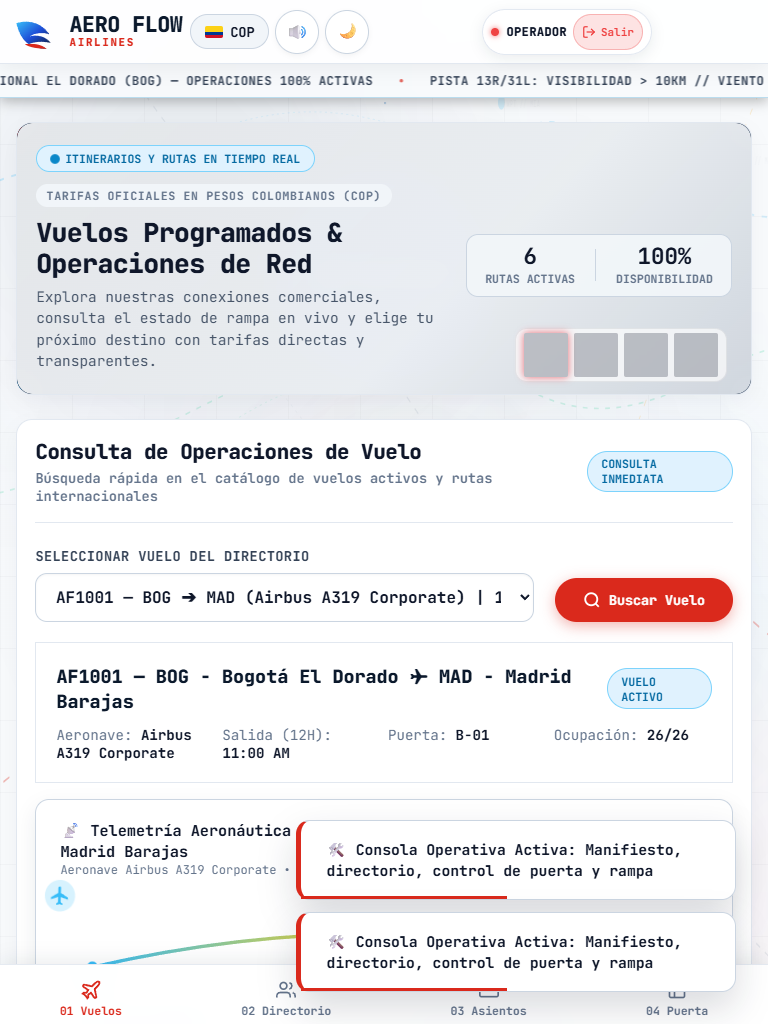 AERO FLOW
AIRLINES
COP
OPERADOR
Salir
IONAL EL DORADO (BOG) — OPERACIONES 100% ACTIVAS • PISTA 13R/31L: VISIBILIDAD > 10KM // VIENTO
ITINERARIOS Y RUTAS EN TIEMPO REAL
TARIFAS OFICIALES EN PESOS COLOMBIANOS (COP)
Vuelos Programados &
Operaciones de Red
Explora nuestras conexiones comerciales,
consulta el estado de rampa en vivo y elige tu
próximo destino con tarifas directas y
transparentes.
6
RUTAS ACTIVAS
100%
DISPONIBILIDAD
Consulta de Operaciones de Vuelo
Búsqueda rápida en el catálogo de vuelos activos y rutas
internacionales
CONSULTA
INMEDIATA
SELECCIONAR VUELO DEL DIRECTORIO
AF1001 — BOG ➔ MAD (Airbus A319 Corporate) | 1
Buscar Vuelo
AF1001 — BOG - Bogotá El Dorado ✈ MAD - Madrid
Barajas
VUELO
ACTIVO
Aeronave: Airbus
A319 Corporate
Salida (12H):
11:00 AM
Puerta: B-01
Ocupación: 26/26
Telemetría Aeronáutica
Madrid Barajas
Aeronave Airbus A319 Corporate •
🛠️ Consola Operativa Activa: Manifiesto,
directorio, control de puerta y rampa
🛠️ Consola Operativa Activa: Manifiesto,
directorio, control de puerta y rampa
01 Vuelos
02 Directorio
03 Asientos
04 Puerta